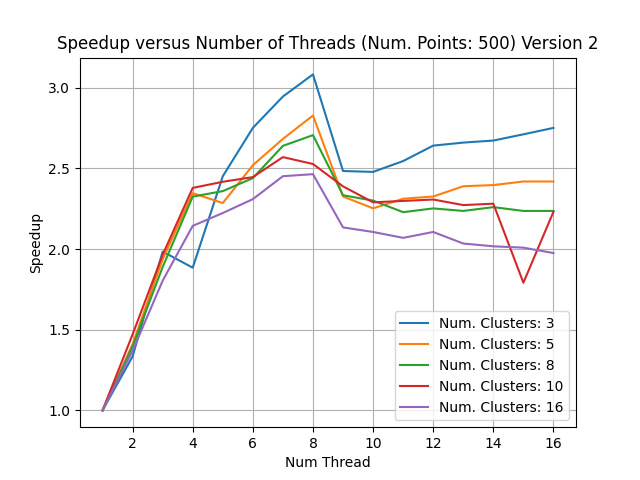 Speedup versus Number of Threads (Num. Points: 500) Version 2
3.0
2.5
2.0
1.5
1.0
Speedup
Num. Clusters: 3
Num. Clusters: 5
Num. Clusters: 8
Num. Clusters: 10
Num. Clusters: 16
2 4 6 8 10 12 14 16
Num Thread